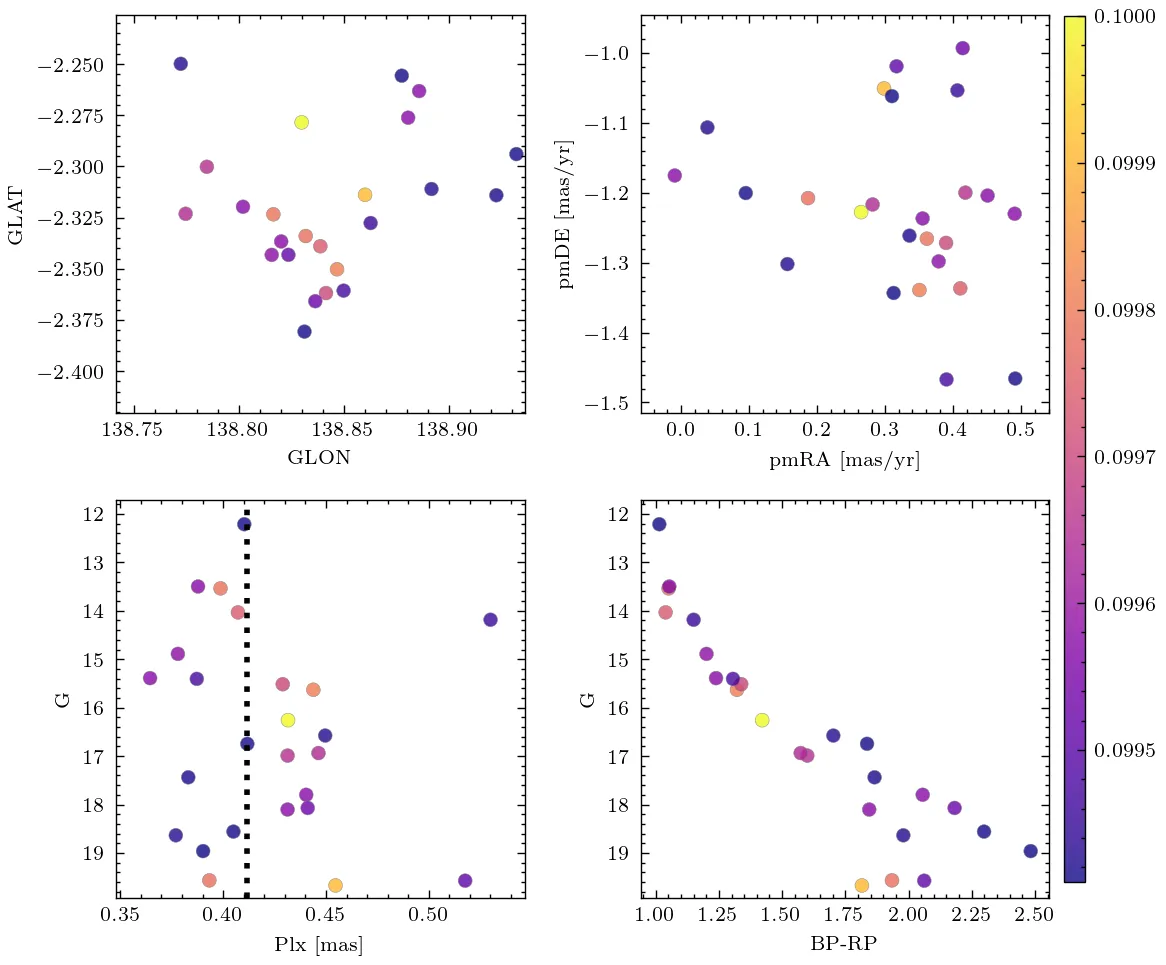 −2.250
−2.275
−2.300
−2.325
−2.350
−2.375
−2.400
GLAT
138.75 138.80 138.85 138.90
GLON
−1.0
−1.1
−1.2
−1.3
−1.4
−1.5
pmDE [mas/yr]
0.0 0.1 0.2 0.3 0.4 0.5
pmRA [mas/yr]
12
13
14
15
16
17
18
19
G
0.35 0.40 0.45 0.50
Plx [mas]
12
13
14
15
16
17
18
19
G
1.00 1.25 1.50 1.75 2.00 2.25 2.50
BP-RP
0.1000
0.0999
0.0998
0.0997
0.0996
0.0995